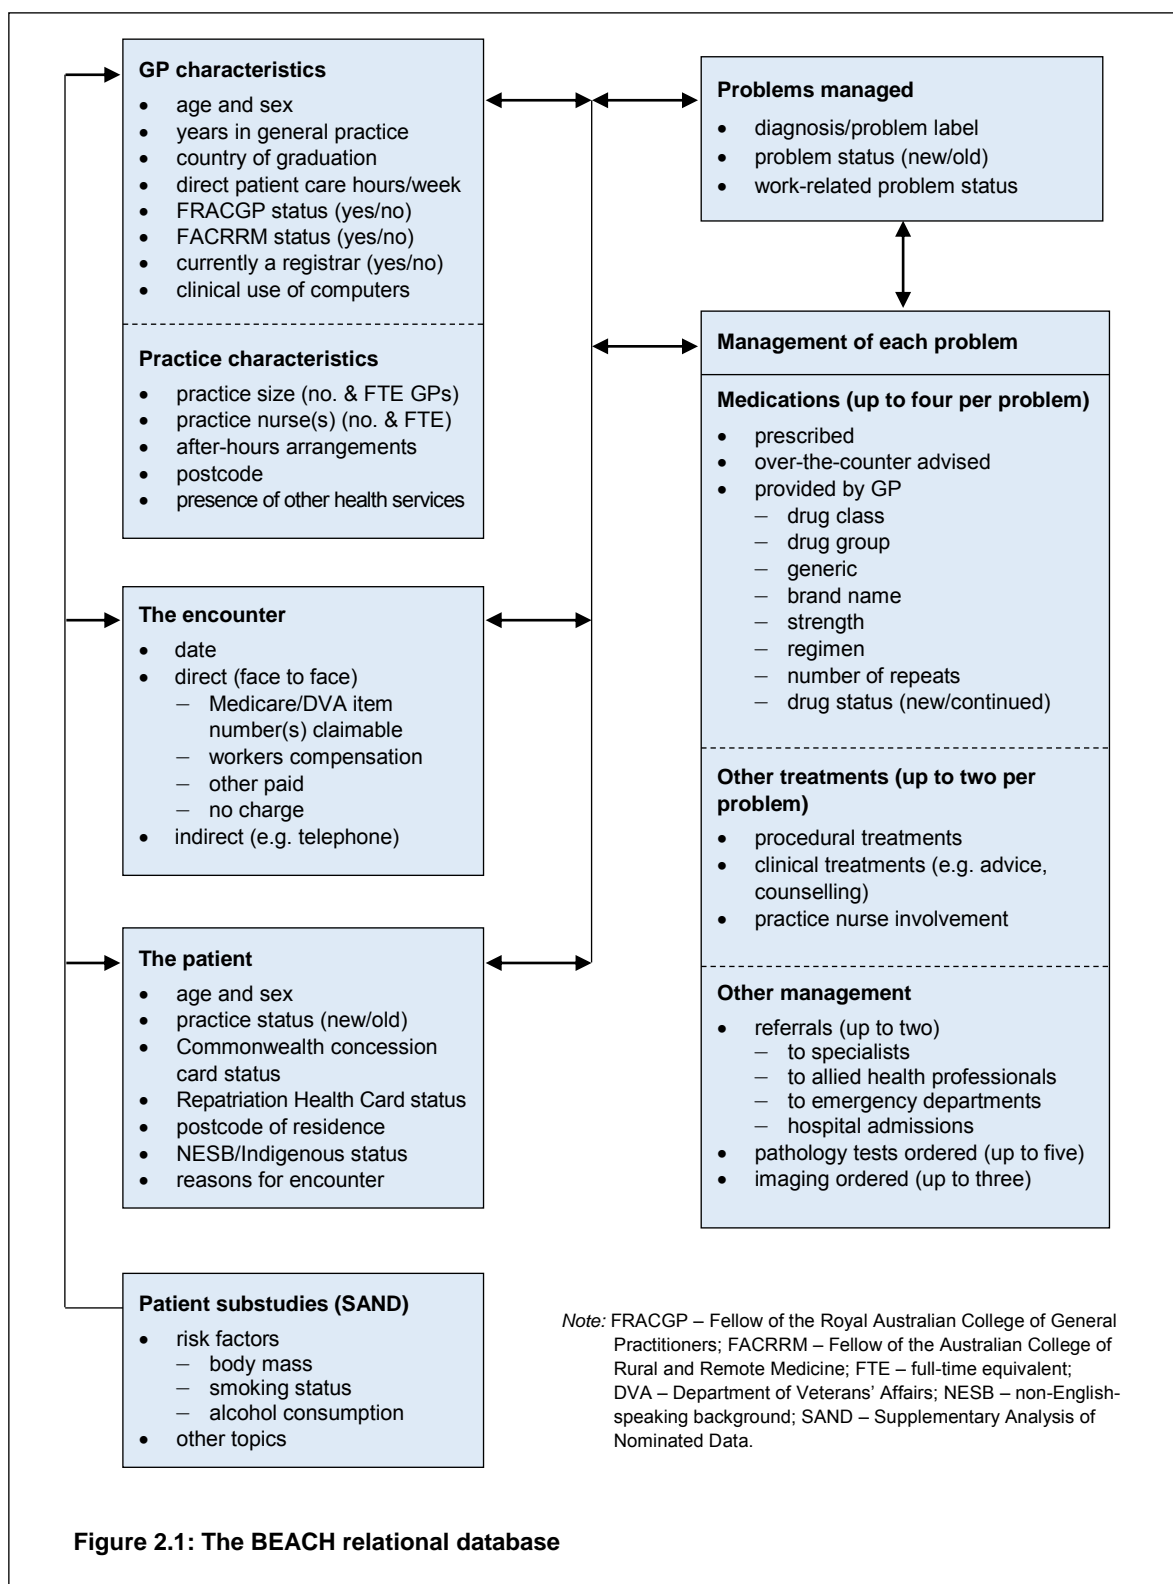 GP characteristics
• age and sex
• years in general practice
• country of graduation
• direct patient care hours/week
• FRACGP status (yes/no)
• FACRRM status (yes/no)
• currently a registrar (yes/no)
• clinical use of computers
Practice characteristics
• practice size (no. & FTE GPs)
• practice nurse(s) (no. & FTE)
• after-hours arrangements
• postcode
• presence of other health services
The encounter
• date
• direct (face to face)
– Medicare/DVA item
number(s) claimable
– workers compensation
– other paid
– no charge
• indirect (e.g. telephone)
The patient
• age and sex
• practice status (new/old)
• Commonwealth concession
card status
• Repatriation Health Card status
• postcode of residence
• NESB/Indigenous status
• reasons for encounter
Patient substudies (SAND)
• risk factors
– body mass
– smoking status
– alcohol consumption
• other topics
Problems managed
• diagnosis/problem label
• problem status (new/old)
• work-related problem status
Management of each problem
Medications (up to four per problem)
• prescribed
• over-the-counter advised
• provided by GP
– drug class
– drug group
– generic
– brand name
– strength
– regimen
– number of repeats
– drug status (new/continued)
Other treatments (up to two per
problem)
• procedural treatments
• clinical treatments (e.g. advice,
counselling)
• practice nurse involvement
Other management
• referrals (up to two)
– to specialists
– to allied health professionals
– to emergency departments
– hospital admissions
• pathology tests ordered (up to five)
• imaging ordered (up to three)
Note: FRACGP – Fellow of the Royal Australian College of General
Practitioners; FACRRM – Fellow of the Australian College of
Rural and Remote Medicine; FTE – full-time equivalent;
DVA – Department of Veterans' Affairs; NESB – non-English-
speaking background; SAND – Supplementary Analysis of
Nominated Data.
Figure 2.1: The BEACH relational database